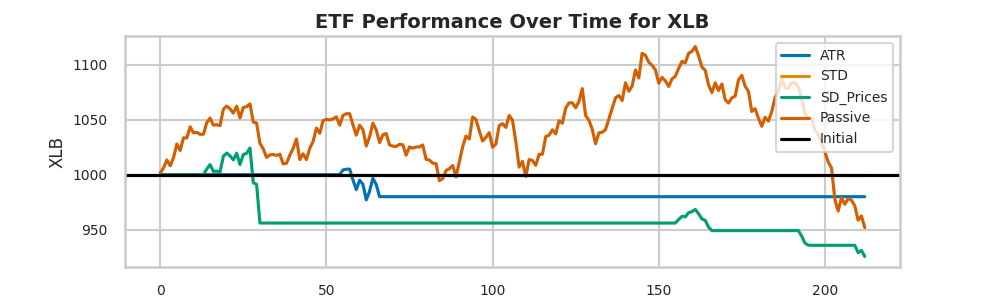 ETF Performance Over Time for XLB
XLB
1100
1050
1000
950
0
50
100
150
200
ATR
STD
SD_Prices
Passive
Initial